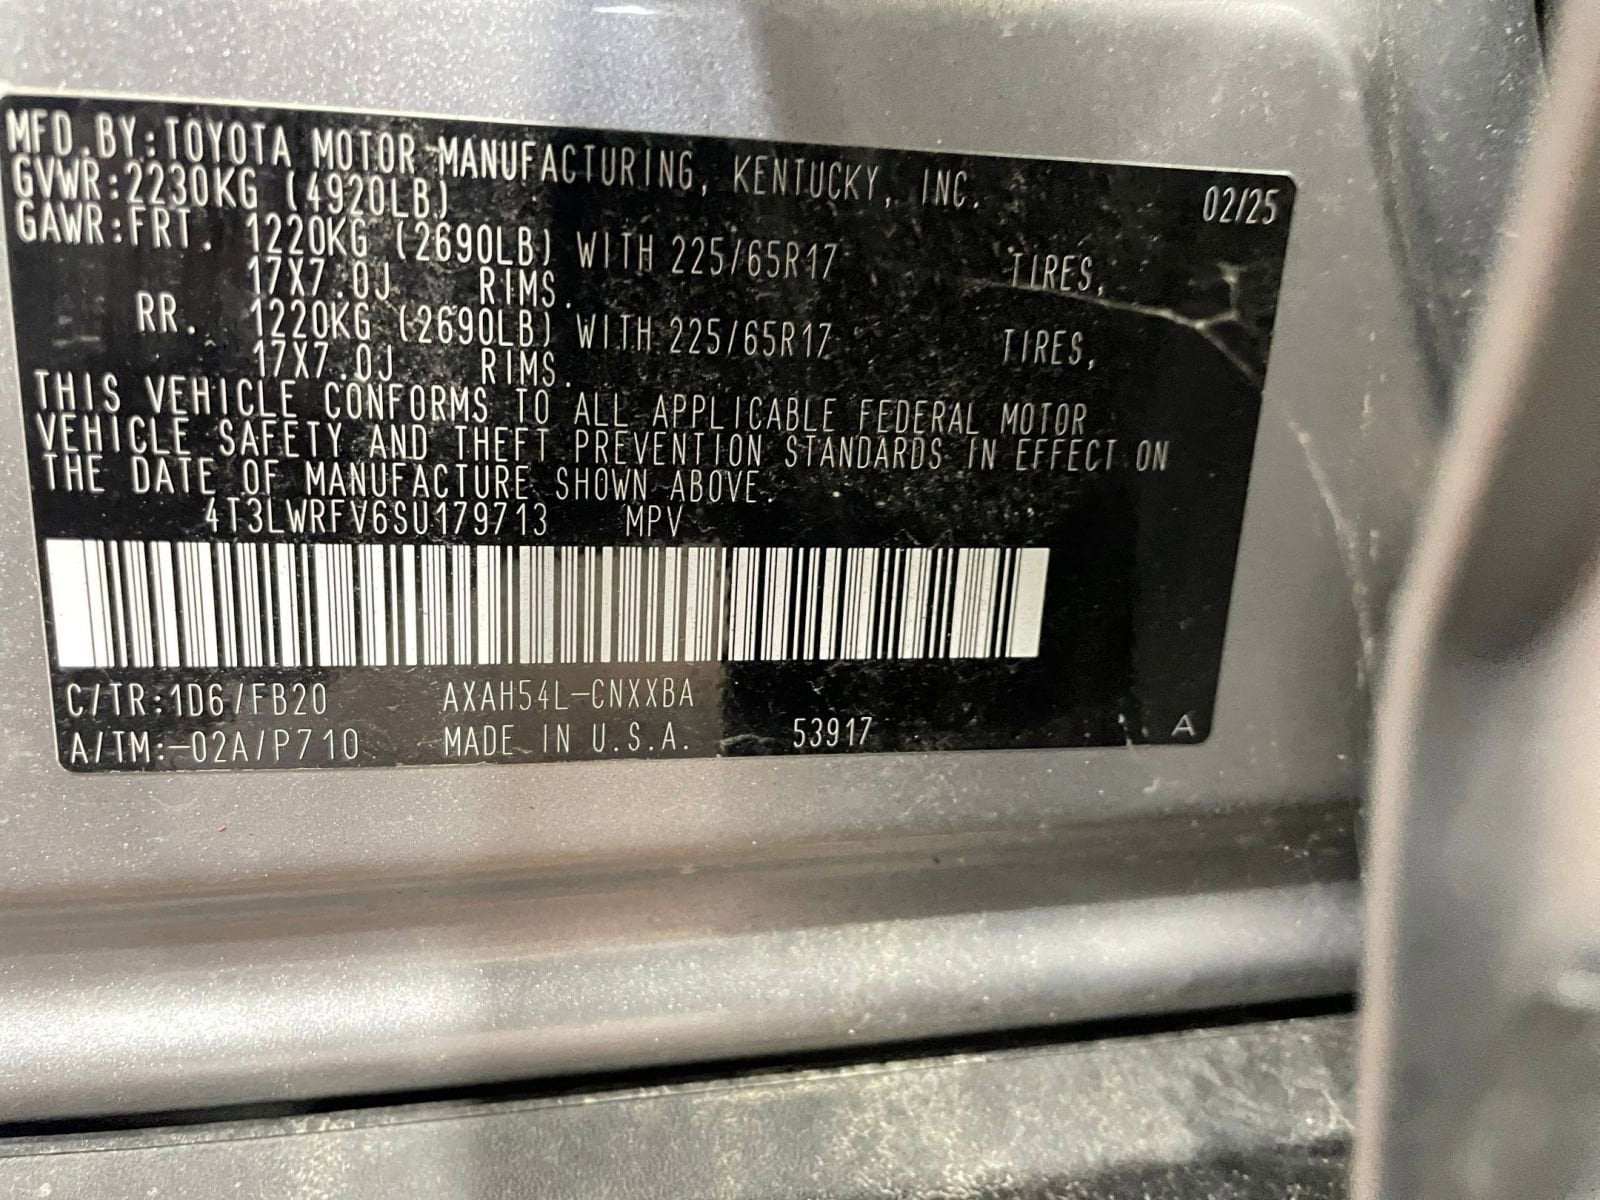 MFD.BY:TOYOTA MOTOR MANUFACTURING, KENTUCKY, INC. 02/25
GVWR:2230KG (4920LB)
GAWR:FRT. 1220KG (2690LB) WITH 225/65R17 TIRES,
17X7.0J RIMS.
RR. 1220KG (2690LB) WITH 225/65R17 TIRES,
17X7.0J RIMS.
THIS VEHICLE CONFORMS TO ALL APPLICABLE FEDERAL MOTOR
VEHICLE SAFETY AND THEFT PREVENTION STANDARDS IN EFFECT ON
THE DATE OF MANUFACTURE SHOWN ABOVE.
4T3LWRFV6SU179713 MPV
C/TR:1D6/FB20 AXAH54L-CNXXBA
A/TM:-02A/P710 MADE IN U.S.A. 53917 A